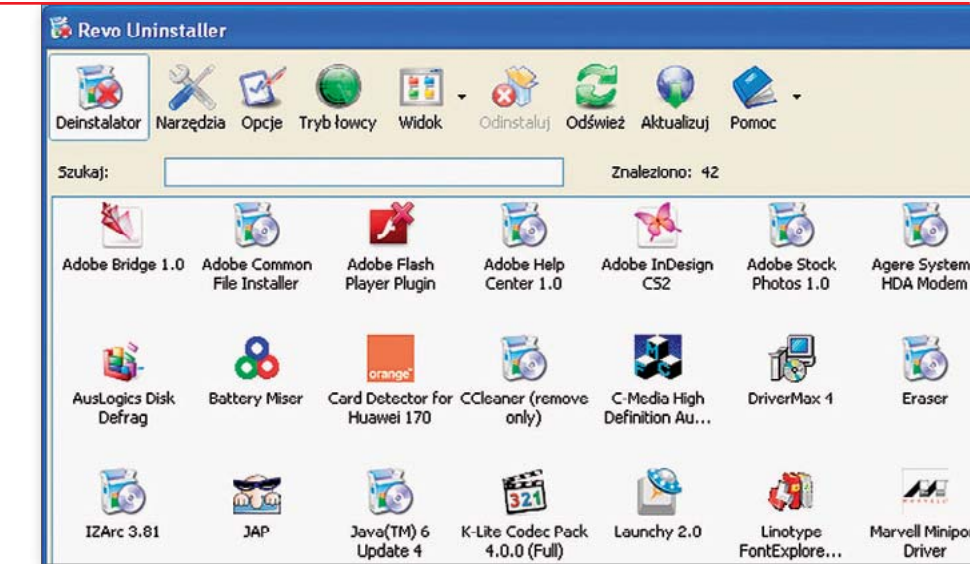 Revo Uninstaller
Deinstalator Narzędzia Opcje Tryb łowcy Widok Odinstaluj Odśwież Aktualizuj Pomoc
Szukaj: Znaleziono: 42
Adobe Bridge 1.0 Adobe Common Adobe Flash Adobe Help Adobe InDesign Adobe Stock Agere System
File Installer Player Plugin Center 1.0 CS2 Photos 1.0 HDA Modem
orange
AusLogics Disk Battery Miser Card Detector for CCleaner (remove C-Media High DriverMax 4 Eraser
Defrag Huawei 170 only) Definition Au...
321
MARVELL
IZArc 3.81 JAP Java(TM) 6 K-Lite Codec Pack Launchy 2.0 Linotype Marvell Minipor
Update 4 4.0.0 (Full) FontExplore... Driver